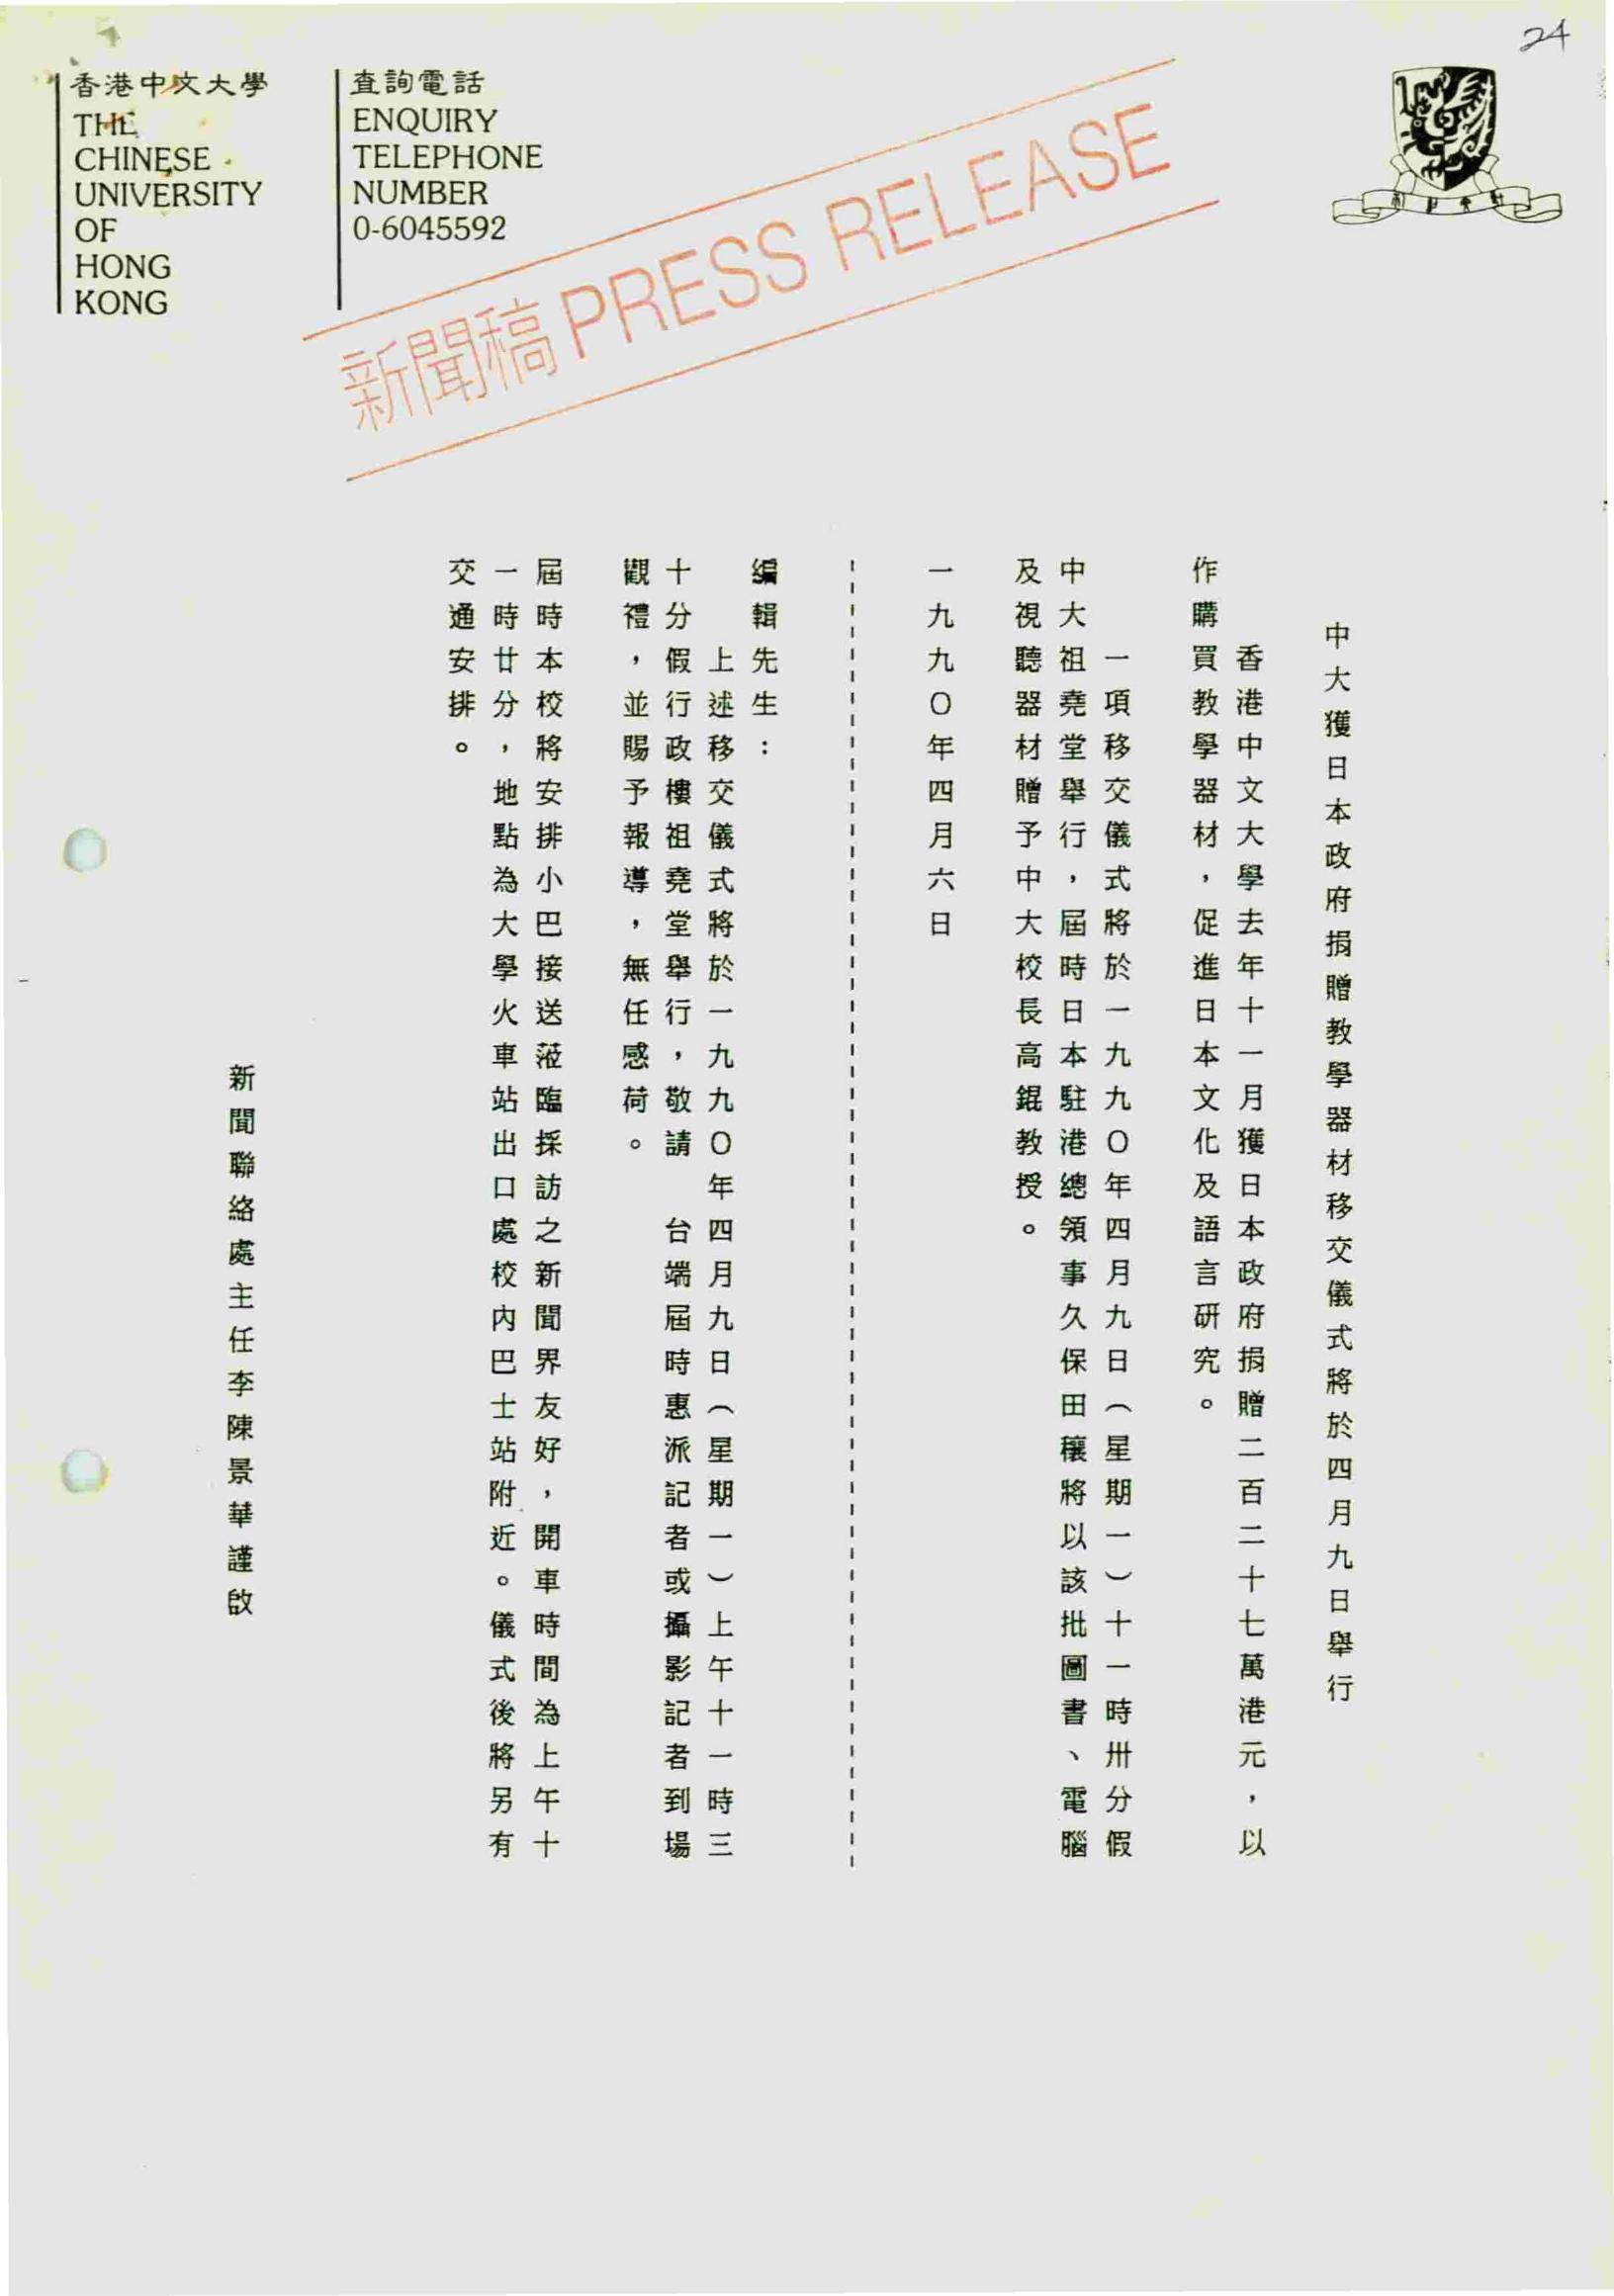 24
香港中文大學
THE
CHINESE
UNIVERSITY
OF
HONG
KONG
查詢電話
ENQUIRY
TELEPHONE
NUMBER
0-6045592
新聞稿 PRESS RELEASE
中大獲日本政府捐贈教學器材移交儀式將於四月九日舉行
香港中文大學去年十一月獲日本政府捐贈二百二十七萬港元，以
作購買教學器材，促進日本文化及語言研究。
一項移交儀式將於一九九〇年四月九日（星期一）十一時卅分假
中大祖堯堂舉行，屆時日本駐港總領事久保田穰將以該批圖書、電腦
及視聽器材贈予中大校長高錕教授。
一九九〇年四月六日
編輯先生：
上述移交儀式將於一九九〇年四月九日（星期一）上午十一時三
十分假行政樓祖堯堂舉行，敬請　台端屆時惠派記者或攝影記者到場
觀禮，並賜予報導，無任感荷。
屆時本校將安排小巴接送蒞臨採訪之新聞界友好，開車時間為上午十
一時廿分，地點為大學火車站出口處校內巴士站附近。儀式後將另有
交通安排。
新聞聯絡處主任李陳景華謹啟